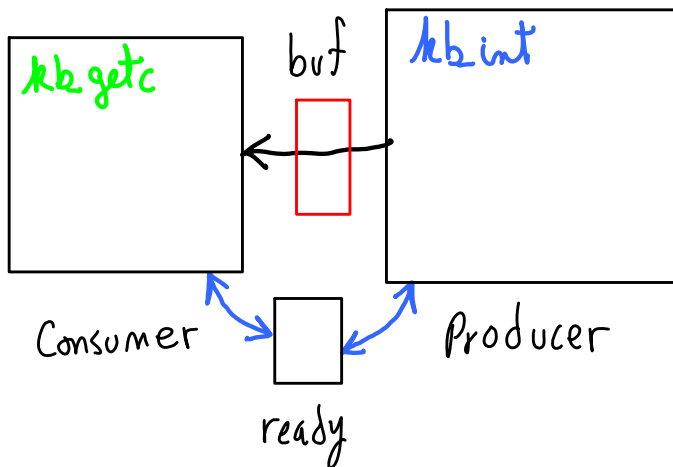 kbgetc
buf
kbint
Consumer
Producer
ready